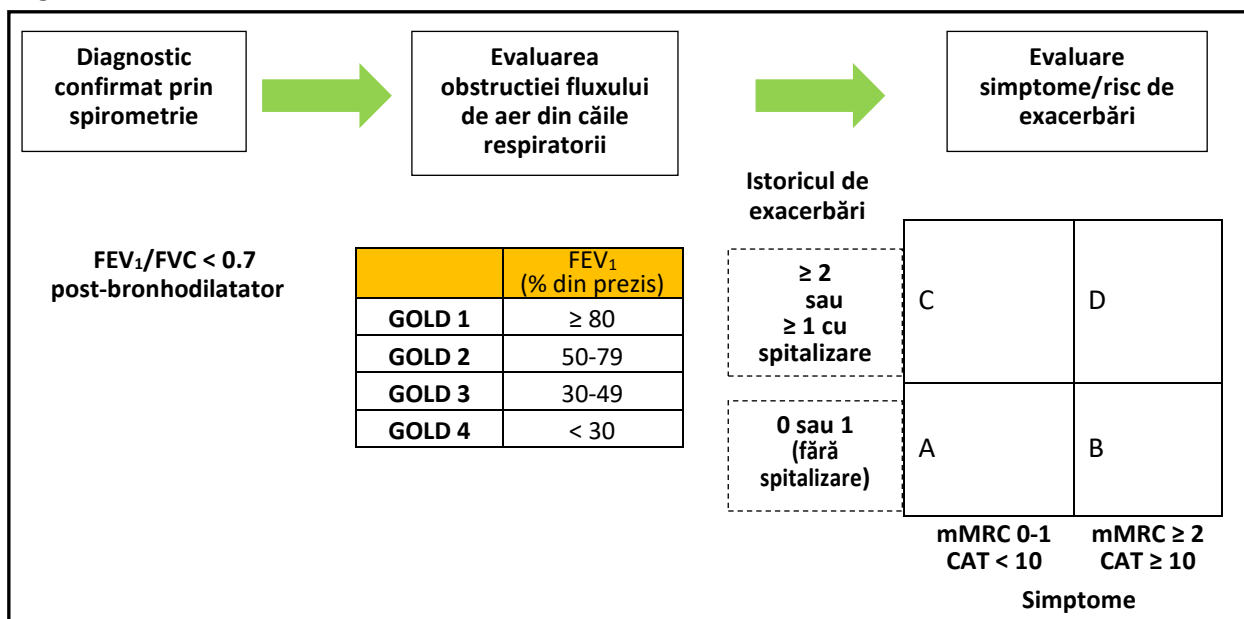 Diagnostic
confirmat prin
spirometrie
Evaluarea
obstructiei fluxului
de aer din căile
respiratorii
Evaluare
simptome/risc de
exacerbări
FEV₁/FVC < 0.7
post-bronhodilatator
FEV₁
(% din prezis)
GOLD 1 ≥ 80
GOLD 2 50-79
GOLD 3 30-49
GOLD 4 < 30
Istoricul de
exacerbări
≥ 2
sau
≥ 1 cu
spitalizare
C D
0 sau 1
(fără
spitalizare)
A B
mMRC 0-1 mMRC ≥ 2
CAT < 10 CAT ≥ 10
Simptome